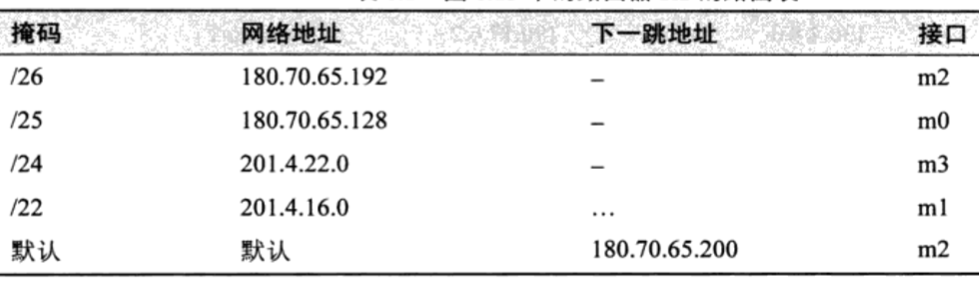 掩码 网络地址 下一跳地址 接口
/26 180.70.65.192 – m2
/25 180.70.65.128 – m0
/24 201.4.22.0 – m3
/22 201.4.16.0 … m1
默认 默认 180.70.65.200 m2